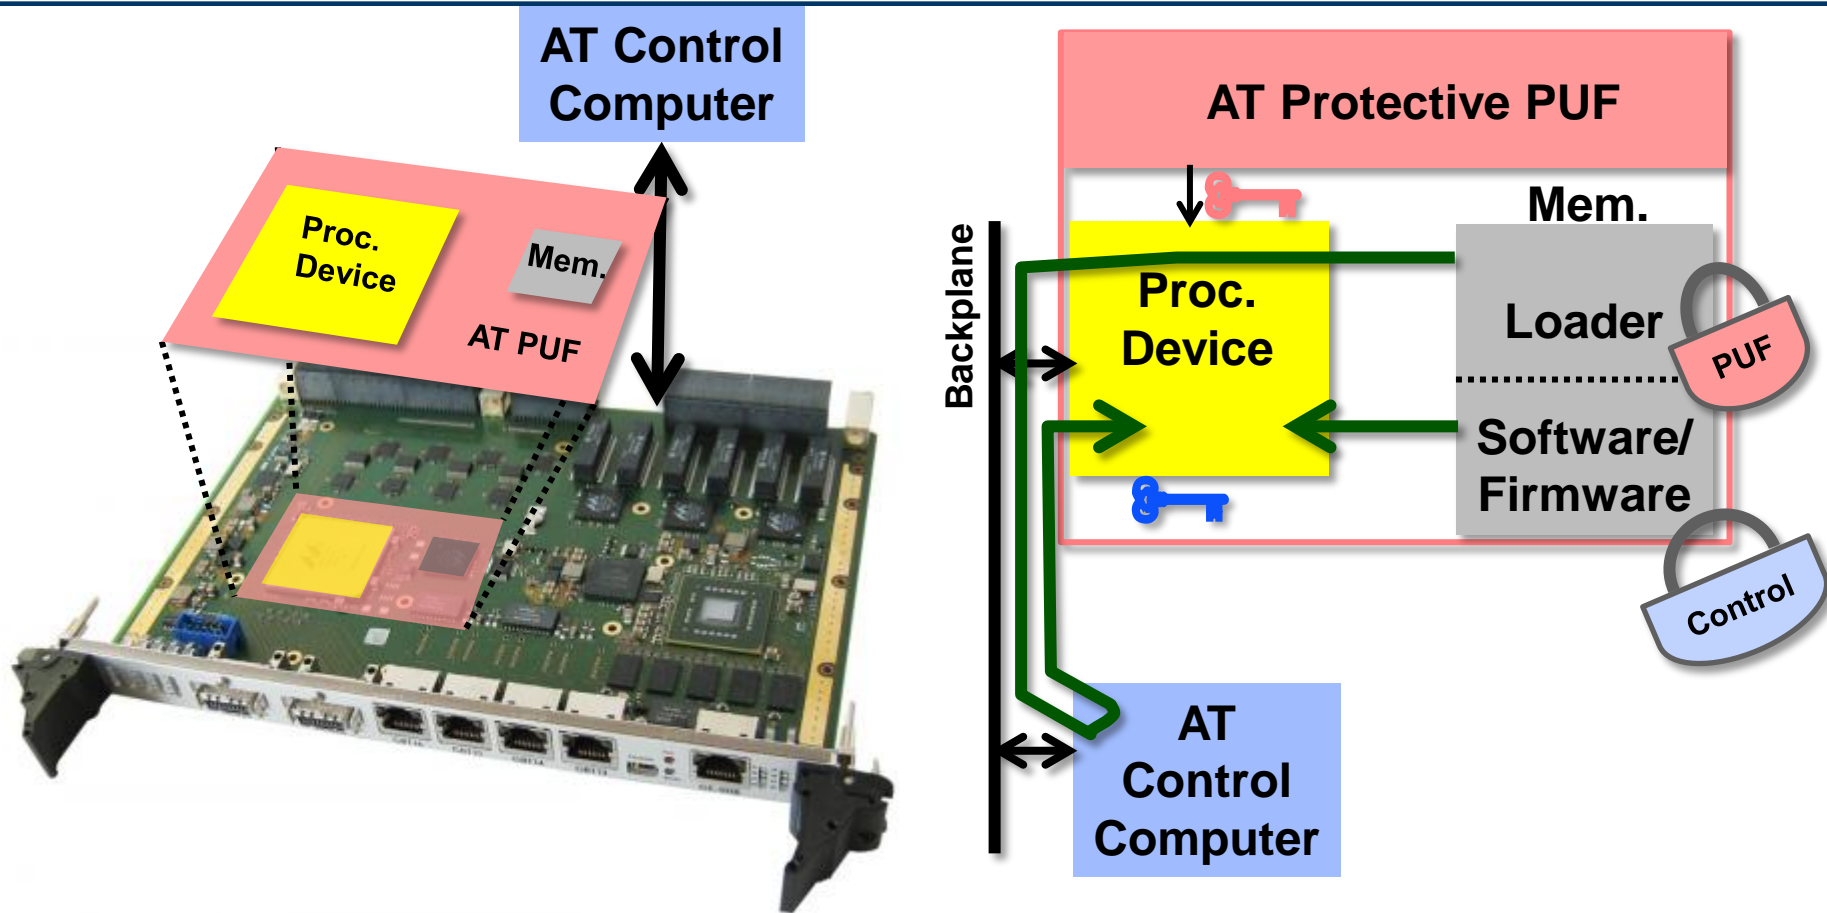 AT Control
Computer
Proc.
Device
Mem.
AT PUF
AT Protective PUF
Mem.
Backplane
Proc.
Device
Loader
PUF
Software/
Firmware
Control
AT
Control
Computer